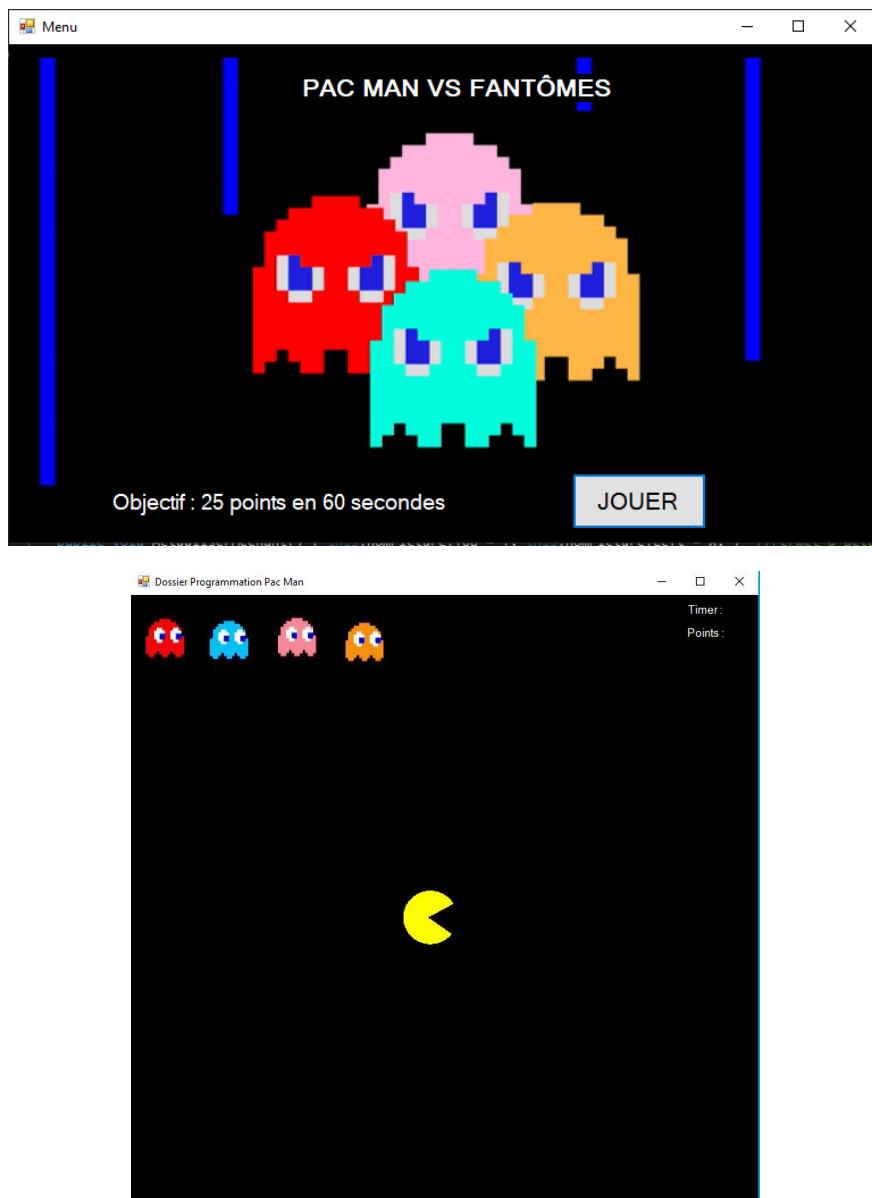 Menu
PAC MAN VS FANTÔMES
Objectif : 25 points en 60 secondes
JOUER
Dossier Programmation Pac Man
Timer :
Points :